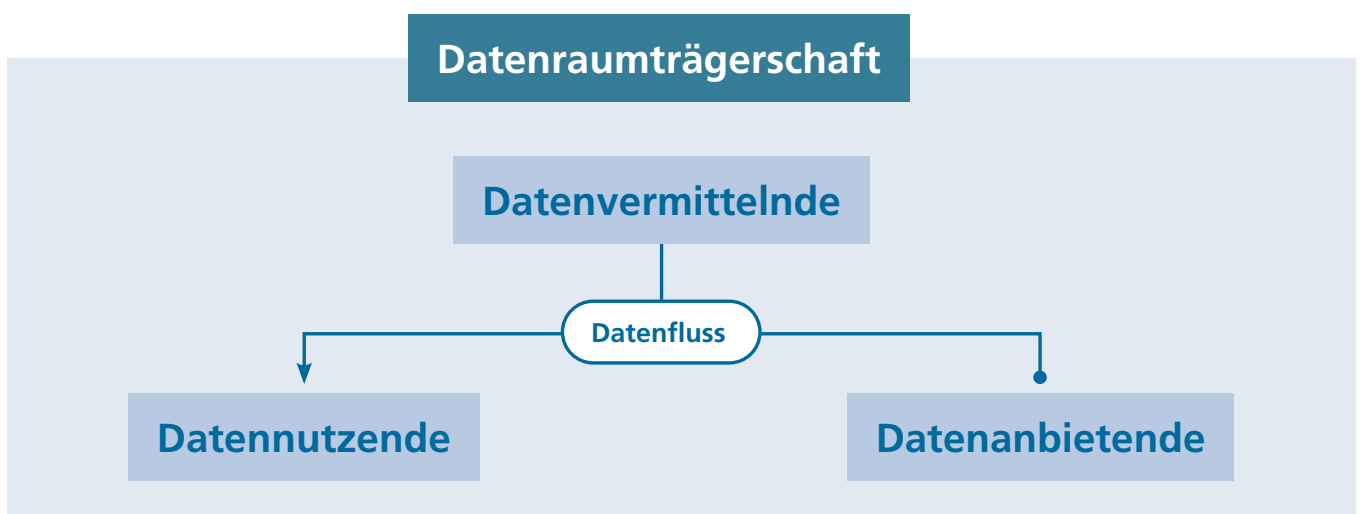 Datenraumträgerschaft
Datenvermittelnde
Datenfluss
Datennutzende
Datenanbietende